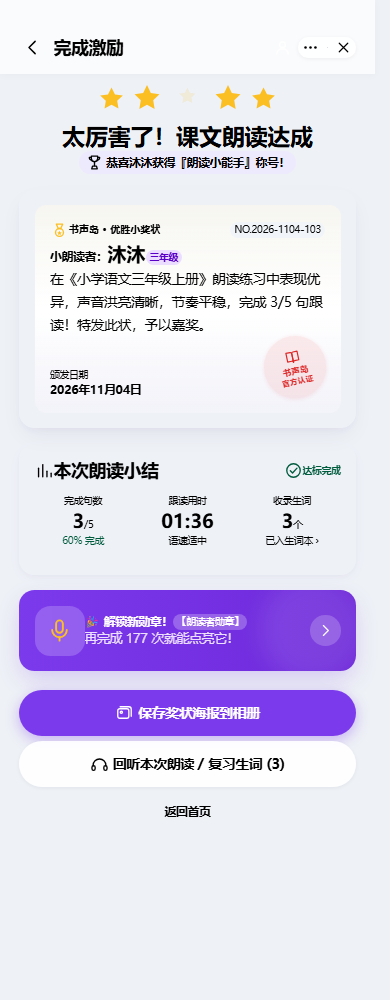 完成激励
太厉害了！课文朗读达成
恭喜沐沐获得『朗读小能手』称号！
书声岛・优胜小奖状
NO.2026-1104-103
小朗读者：沐沐 三年级
在《小学语文三年级上册》朗读练习中表现优
异，声音洪亮清晰，节奏平稳，完成 3/5 句跟
读！特发此状，予以嘉奖。
颁发日期
2026年11月04日
书声岛
官方认证
本次朗读小结
达标完成
完成句数
3/5
60% 完成
跟读用时
01:36
语速适中
收录生词
3个
已入生词本 ›
解锁新勋章！【朗读者勋章】
再完成 177 次就能点亮它！
保存奖状海报到相册
回听本次朗读 / 复习生词 (3)
返回首页